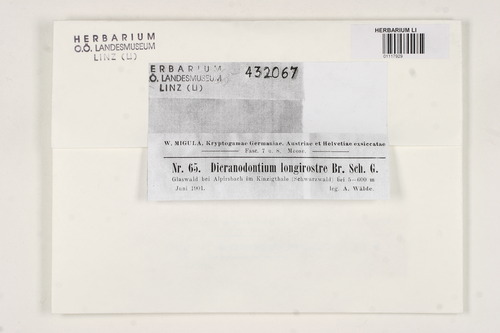 HERBARIUM
O.Ö. LANDESMUSEUM
LINZ (LI)
HERBARIUM LI
HERBARIUM
Ö. LANDESMUSEUM
LINZ (LI)
432067
W. MIGULA, Kryptogamae Germaniae, Austriae et Helvetiae exsiccatae
Fasc. 7 u. 8. Moose.
Nr. 65. Dicranodontium longirostre Br. Sch. G.
Glaswald bei Alpirsbach im Kinzigthale (Schwarzwald) bei 5—600 m
Juni 1901. leg. A. Wälde.